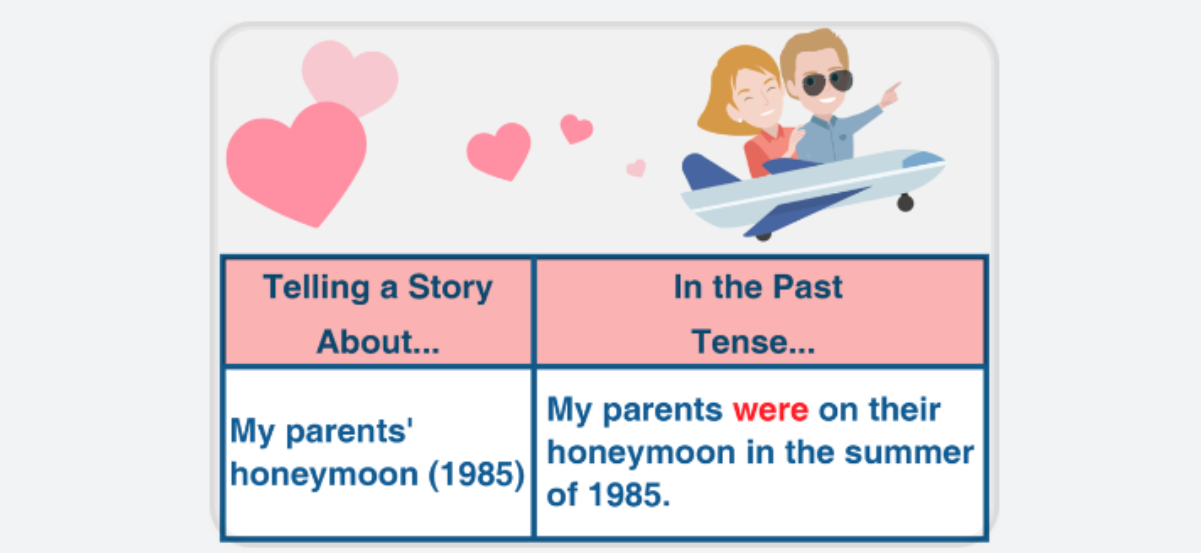 Telling a Story
About...
In the Past
Tense...
My parents'
honeymoon (1985)
My parents were on their
honeymoon in the summer
of 1985.